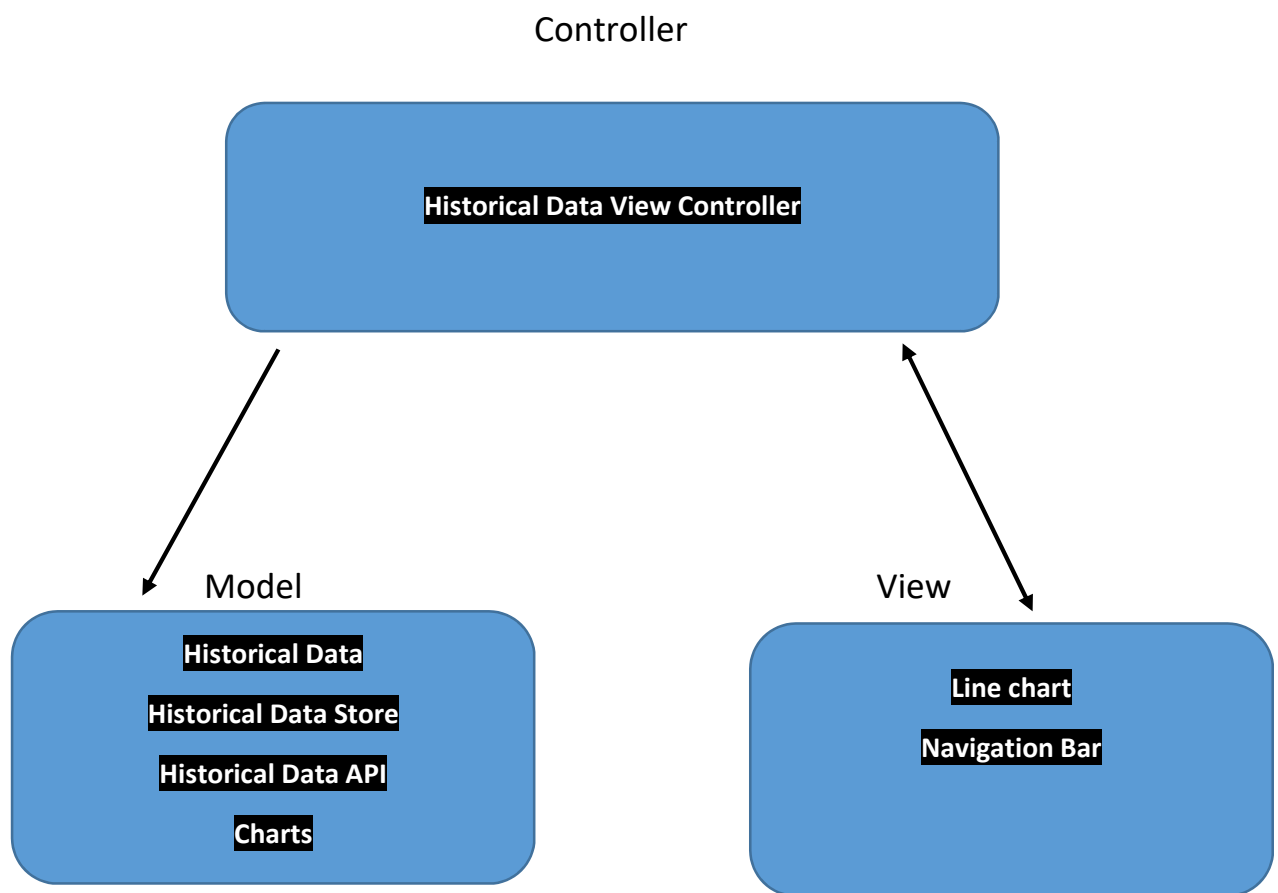 Controller
Historical Data View Controller
Model
Historical Data
Historical Data Store
Historical Data API
Charts
View
Line chart
Navigation Bar